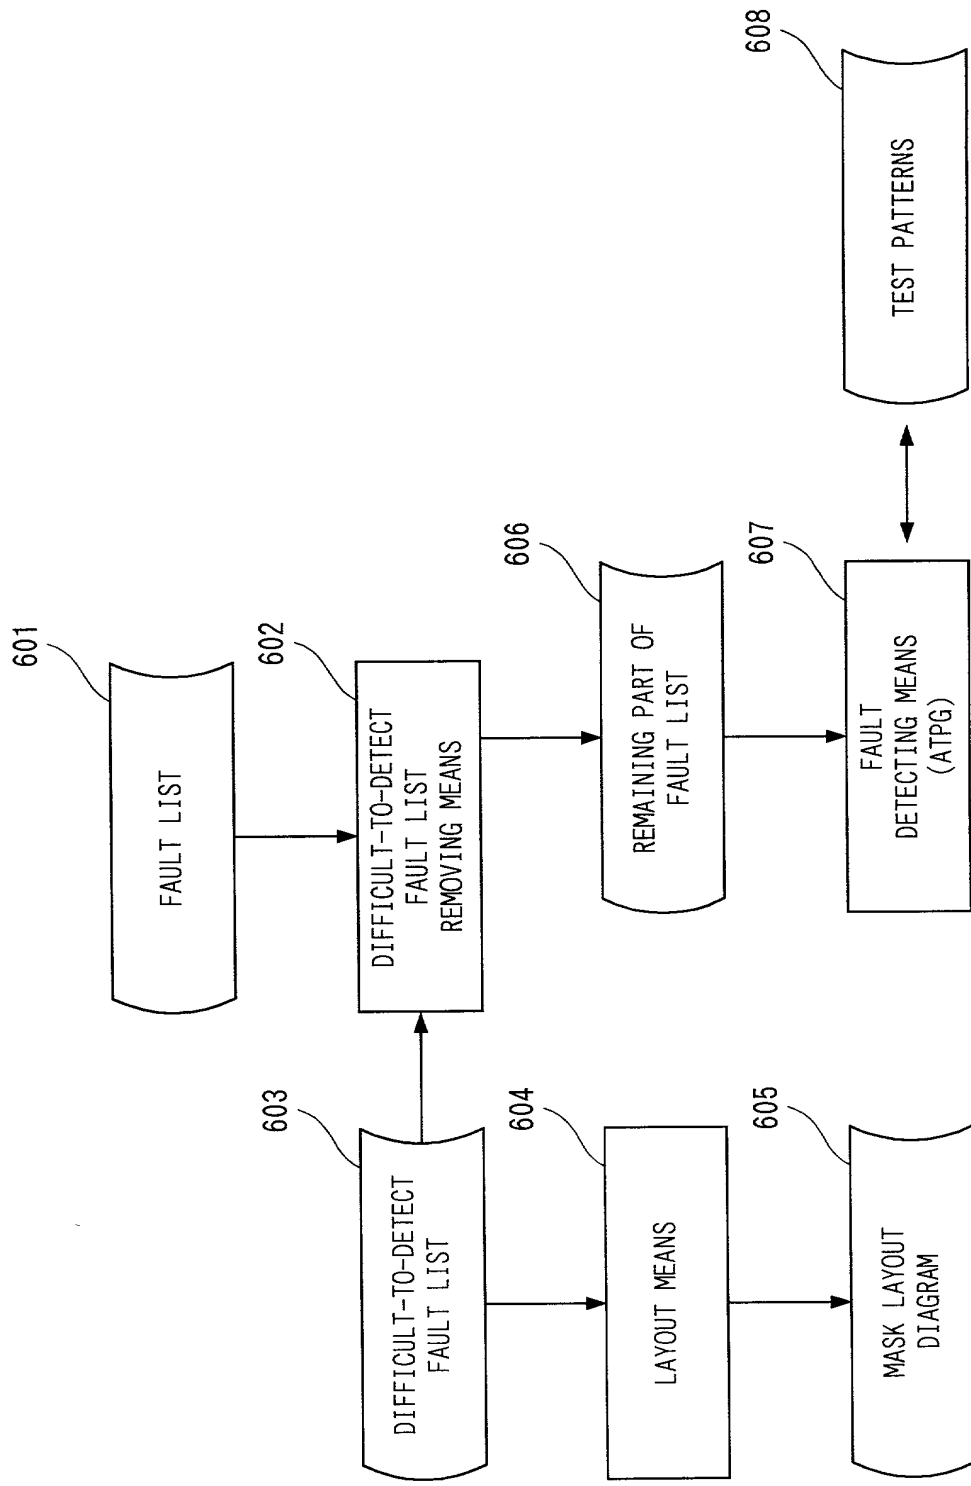 601
FAULT LIST
602
DIFFICULT-TO-DETECT
FAULT LIST
REMOVING MEANS
603
DIFFICULT-TO-DETECT
FAULT LIST
604
LAYOUT MEANS
605
MASK LAYOUT
DIAGRAM
606
REMAINING PART OF
FAULT LIST
607
FAULT
DETECTING MEANS
(ATPG)
608
TEST PATTERNS